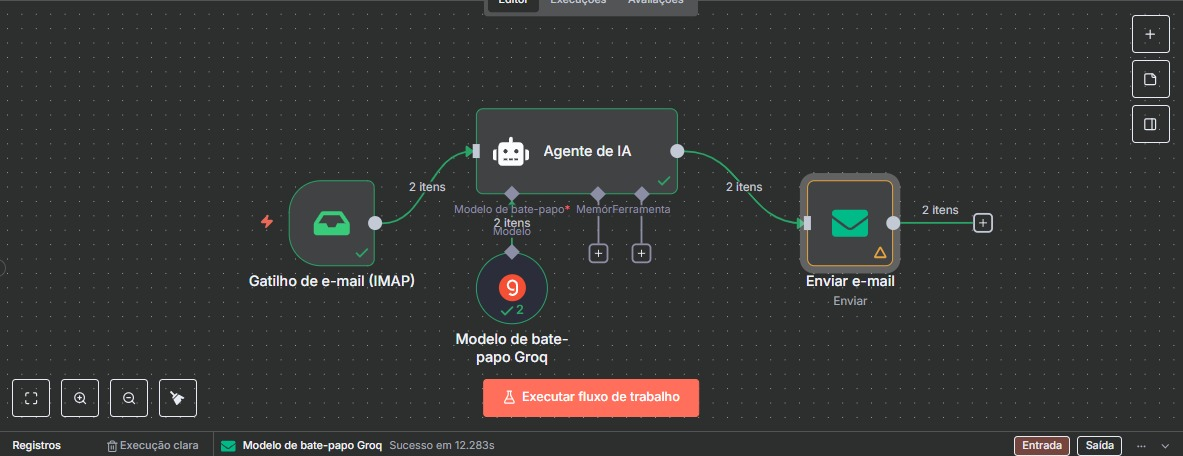 Editor Execuções Avaliações
Agente de IA
2 itens
2 itens
Modelo de bate-papo* Memór Ferramenta
2 itens
Modelo
2 itens
Gatilho de e-mail (IMAP)
Enviar e-mail
Enviar
2
Modelo de bate-
papo Groq
Executar fluxo de trabalho
Registros Execução clara Modelo de bate-papo Groq Sucesso em 12.283s Entrada Saída